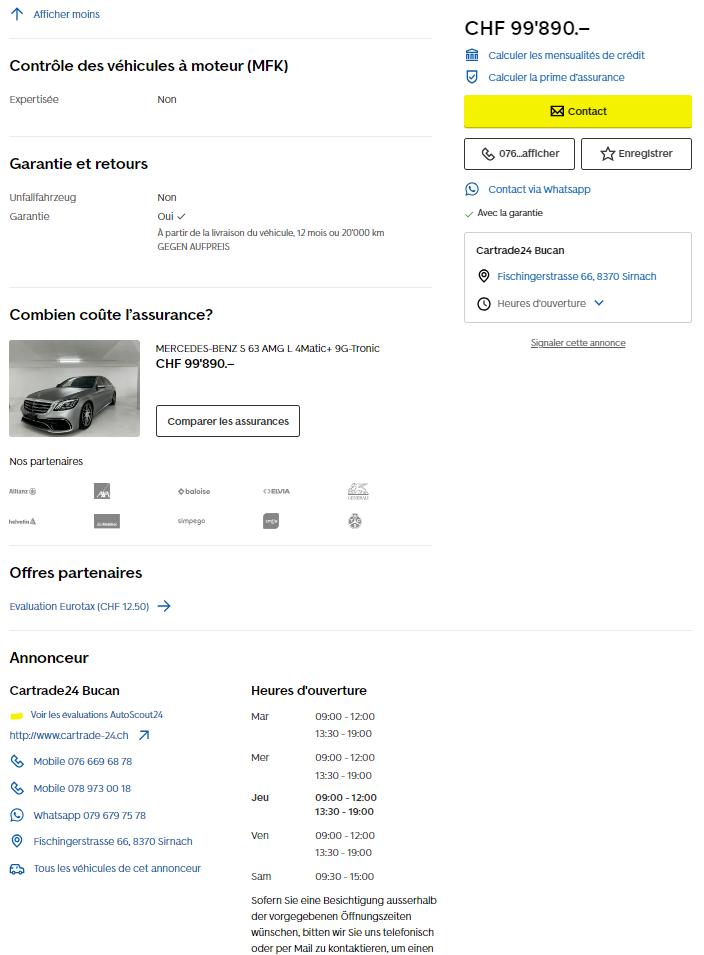 Afficher moins
Contrôle des véhicules à moteur (MFK)
Expertisée Non
Garantie et retours
Unfallfahrzeug Non
Garantie Oui
À partir de la livraison du véhicule, 12 mois ou 20'000 km
GEGEN AUFPREIS
Combien coûte l'assurance?
MERCEDES-BENZ S 63 AMG L 4Matic+ 9G-Tronic
CHF 99'890.–
Comparer les assurances
Nos partenaires
Allianz
AXA
baloise
ELVIA
GENERALI
helvetia
simpego
smile
Offres partenaires
Evaluation Eurotax (CHF 12.50)
Annonceur
Cartrade24 Bucan
Voir les évaluations AutoScout24
http://www.cartrade-24.ch
Mobile 076 669 68 78
Mobile 078 973 00 18
Whatsapp 079 679 75 78
Fischingerstrasse 66, 8370 Sirnach
Tous les véhicules de cet annonceur
Heures d'ouverture
Mar 09:00 - 12:00
13:30 - 19:00
Mer 09:00 - 12:00
13:30 - 19:00
Jeu 09:00 - 12:00
13:30 - 19:00
Ven 09:00 - 12:00
13:30 - 19:00
Sam 09:30 - 15:00
Sofern Sie eine Besichtigung ausserhalb
der vorgegebenen Öffnungszeiten
wünschen, bitten wir Sie uns telefonisch
oder per Mail zu kontaktieren, um einen
CHF 99'890.–
Calculer les mensualités de crédit
Calculer la prime d'assurance
Contact
076...afficher
Enregistrer
Contact via Whatsapp
Avec la garantie
Cartrade24 Bucan
Fischingerstrasse 66, 8370 Sirnach
Heures d'ouverture
Signaler cette annonce